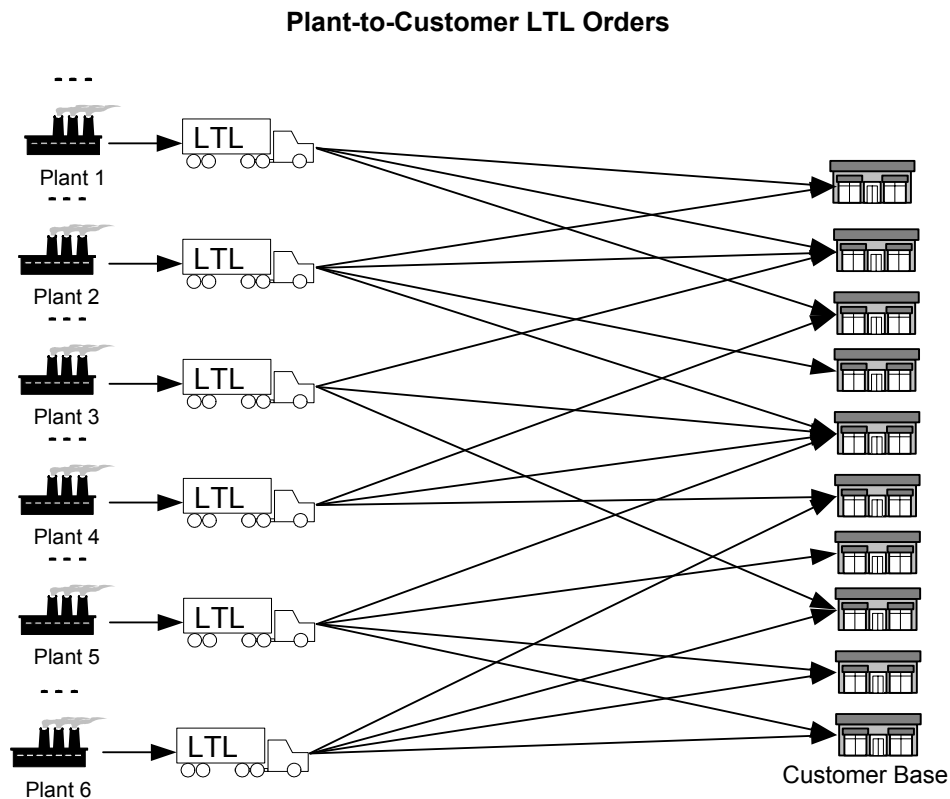 Plant-to-Customer LTL Orders
LTL
Plant 1
LTL
Plant 2
LTL
Plant 3
LTL
Plant 4
LTL
Plant 5
LTL
Plant 6
Customer Base